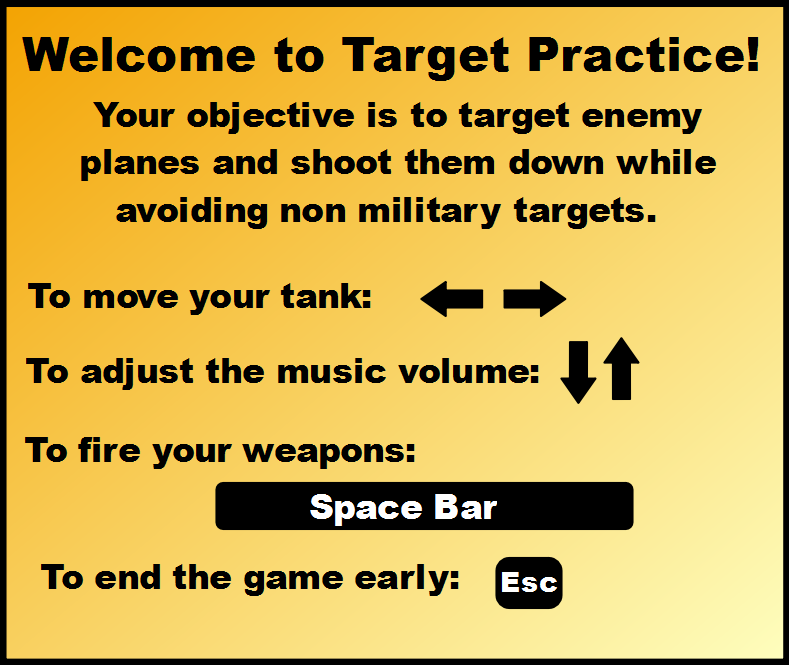 Welcome to Target Practice!
Your objective is to target enemy
planes and shoot them down while
avoiding non military targets.
To move your tank:
To adjust the music volume:
To fire your weapons:
Space Bar
To end the game early: Esc